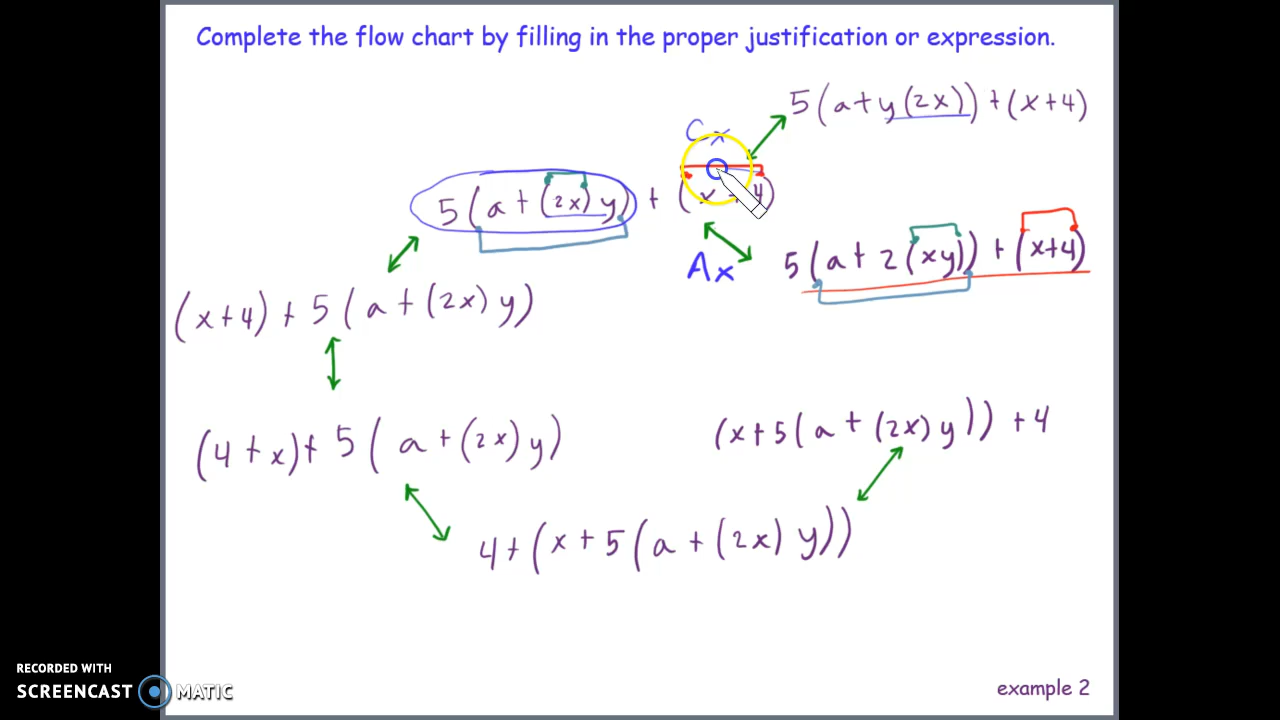 Complete the flow chart by filling in the proper justification or expression.
5(a+y(2x))+(x+4)
Cx
5(a+(2x)y) + (x+4)
Ax
5(a+2(xy))+(x+4)
(x+4)+5(a+(2x)y)
(4+x)+5(a+(2x)y)
(x+5(a+(2x)y))+4
4+(x+5(a+(2x)y))
RECORDED WITH
SCREENCAST MATIC
example 2